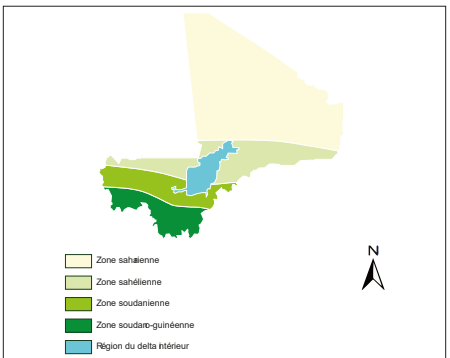 Zone saharienne
Zone sahélienne
Zone soudanienne
Zone soudano-guinéenne
Région du delta intérieur
N